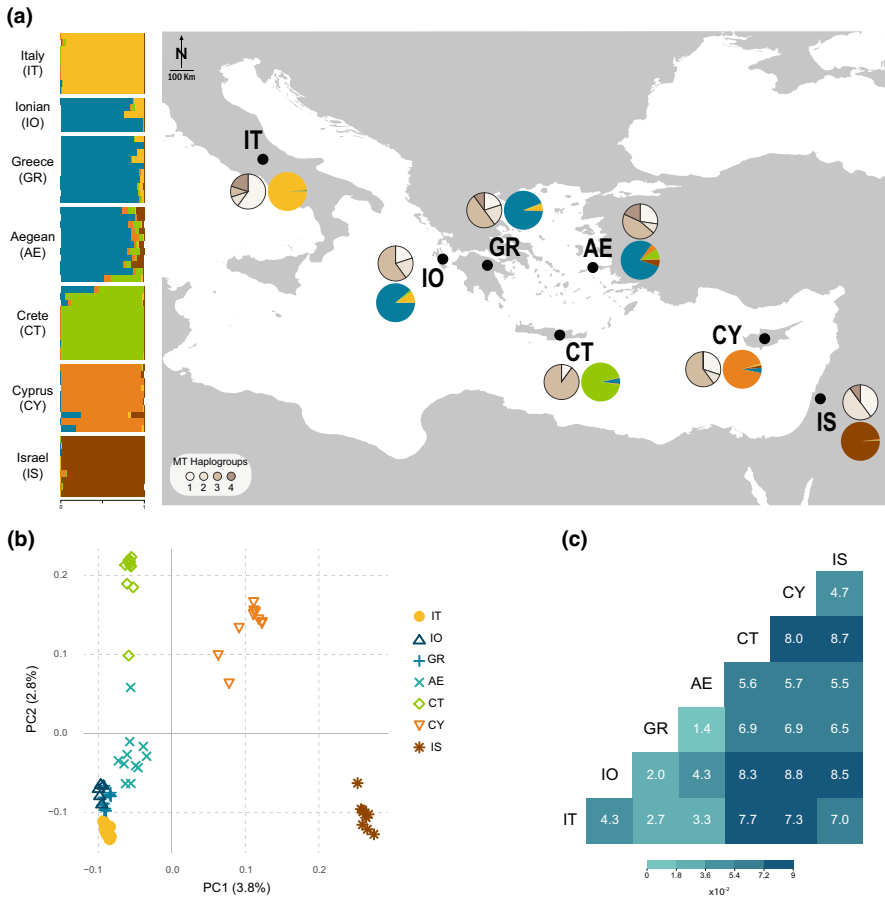 (a)
Italy
(IT)
Ionian
(IO)
Greece
(GR)
Aegean
(AE)
Crete
(CT)
Cyprus
(CY)
Israel
(IS)
0 1
N
100 Km
IT
IO
GR
AE
CT
CY
IS
MT Haplogroups
1 2 3 4
(b)
PC2 (2.8%)
0.2
0.1
0.0
−0.1
−0.1 0.0 0.1 0.2
PC1 (3.8%)
IT
IO
GR
AE
CT
CY
IS
(c)
IS
CY 4.7
CT 8.0 8.7
AE 5.6 5.7 5.5
GR 1.4 6.9 6.9 6.5
IO 2.0 4.3 8.3 8.8 8.5
IT 4.3 2.7 3.3 7.7 7.3 7.0
0 1.8 3.6 5.4 7.2 9
x10⁻²